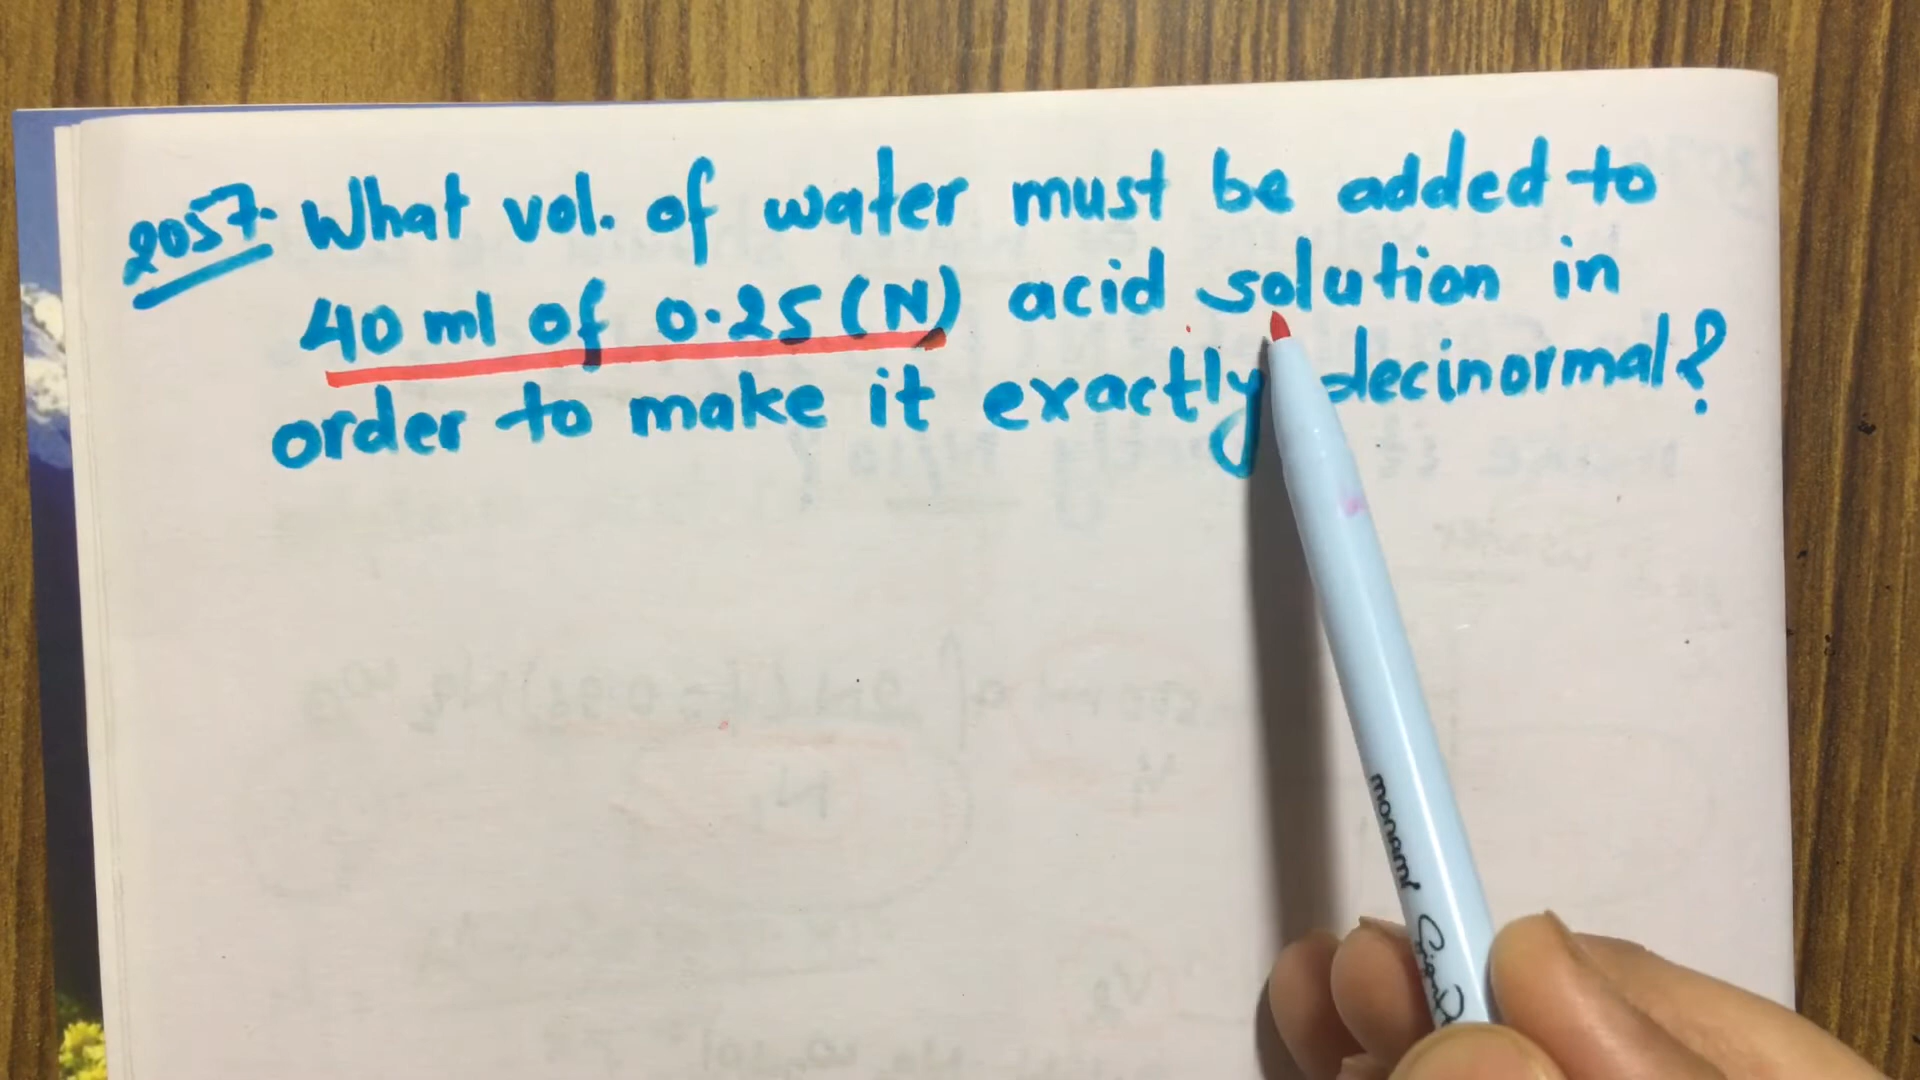 2057. What vol. of water must be added to
40 ml of 0.25 (N) acid solution in
order to make it exactly decinormal?
monami